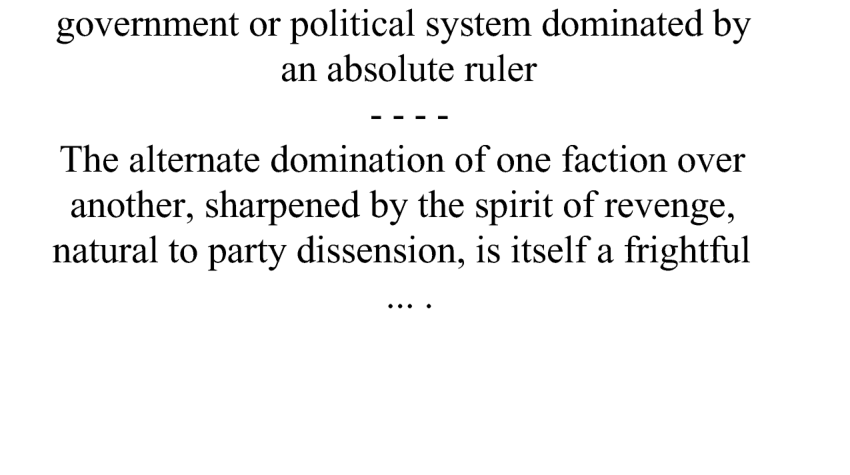 government or political system dominated by
an absolute ruler
- - - -
The alternate domination of one faction over
another, sharpened by the spirit of revenge,
natural to party dissension, is itself a frightful
... .